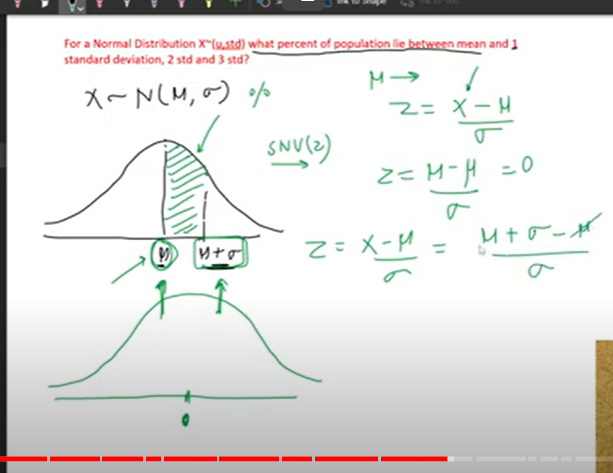 For a Normal Distribution X~(u,std) what percent of population lie between mean and 1
standard deviation, 2 std and 3 std?
X ~ N(M, σ) %
M →
Z = X - M / σ
SNV(Z)
Z = M - M / σ = 0
M M + σ
Z = X - M / σ = M + σ - M / σ
0